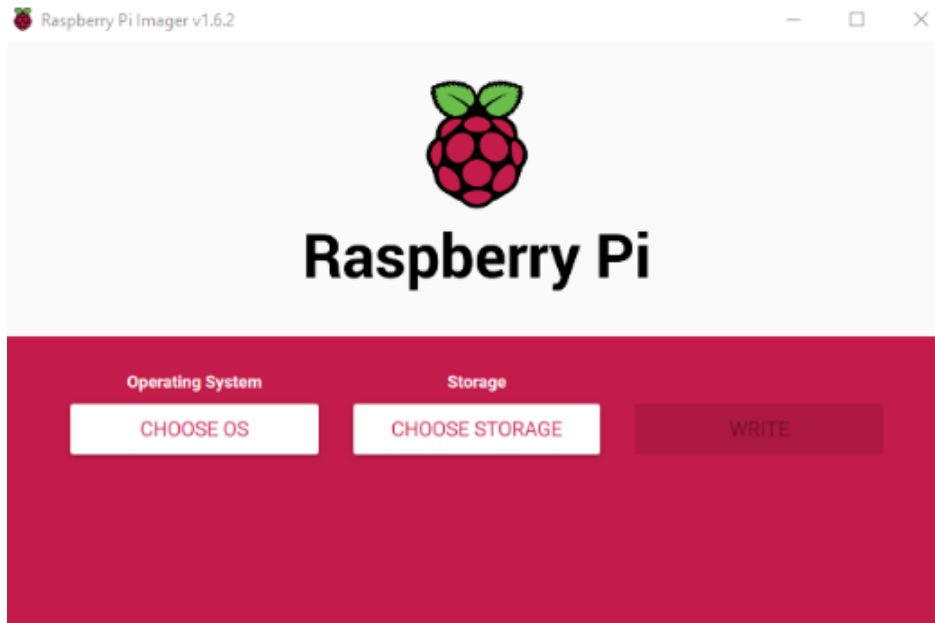 Raspberry Pi Imager v1.6.2
Raspberry Pi
Operating System
Storage
CHOOSE OS
CHOOSE STORAGE
WRITE